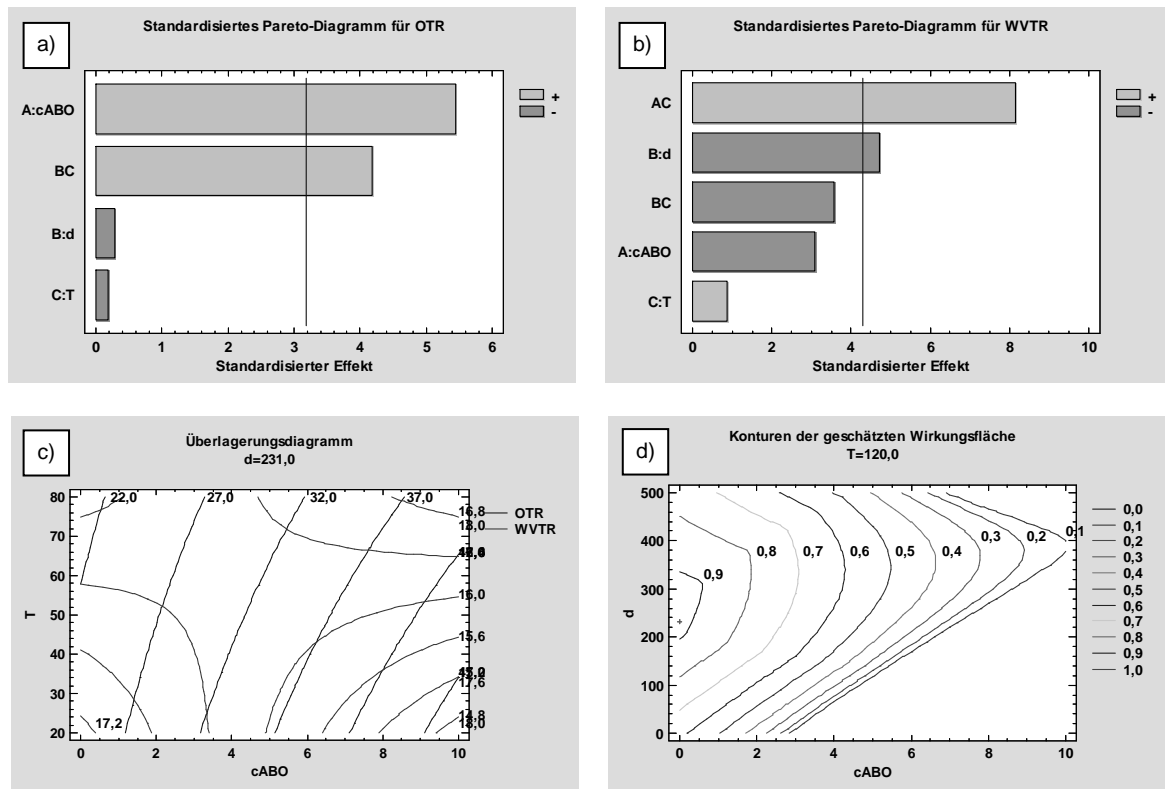 a)
Standardisiertes Pareto-Diagramm für OTR
A:cABO
BC
B:d
C:T
0 1 2 3 4 5 6
Standardisierter Effekt
+
-
b)
Standardisiertes Pareto-Diagramm für WVTR
AC
B:d
BC
A:cABO
C:T
0 2 4 6 8 10
Standardisierter Effekt
+
-
c)
Überlagerungsdiagramm
d=231,0
T
80
70
60
50
40
30
20
22,0 27,0 32,0 37,0
16,8
18,0
16,0
15,6
17,6
14,8
17,2
0 2 4 6 8 10
cABO
OTR
WVTR
d)
Konturen der geschätzten Wirkungsfläche
T=120,0
d
500
400
300
200
100
0
0,9 0,8 0,7 0,6 0,5 0,4 0,3 0,2 0,1
0 2 4 6 8 10
cABO
0,0
0,1
0,2
0,3
0,4
0,5
0,6
0,7
0,8
0,9
1,0